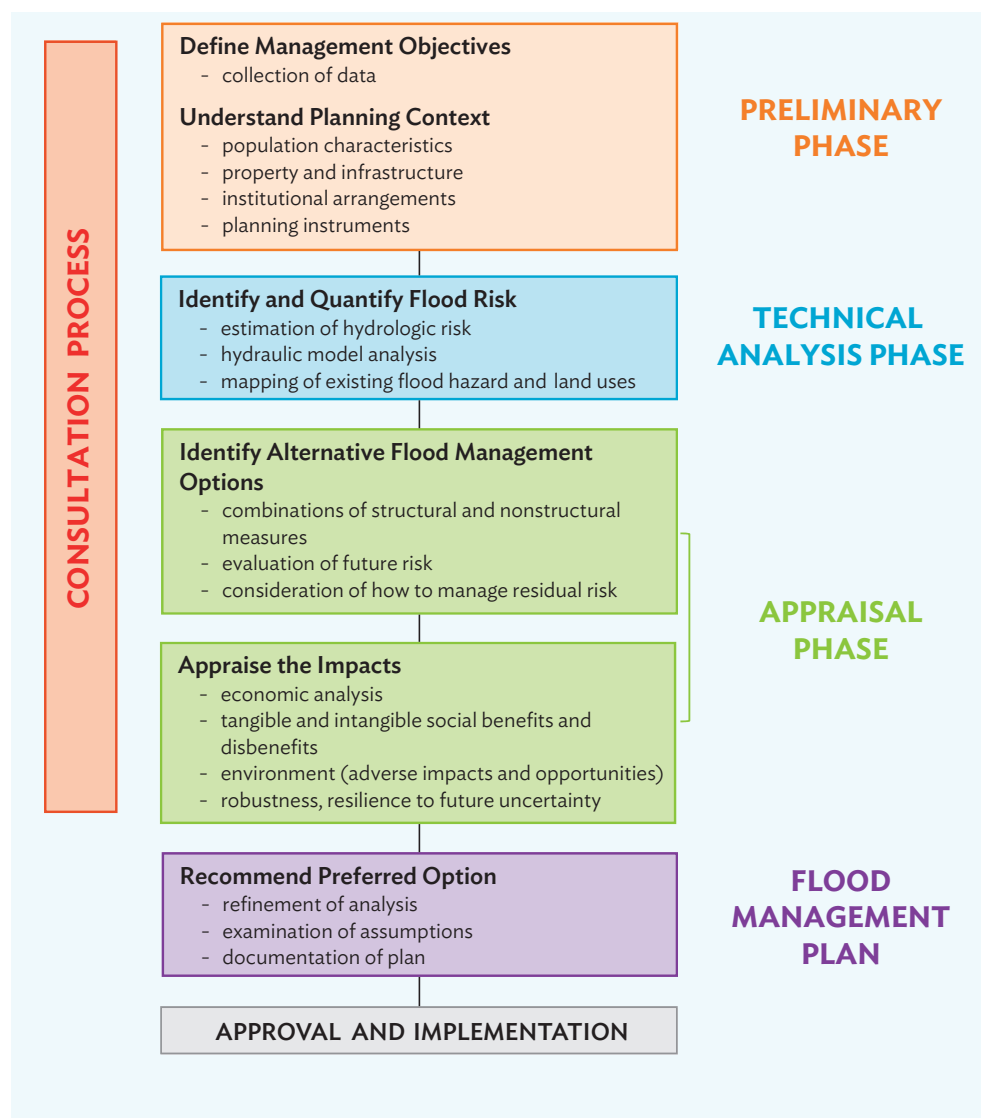 CONSULTATION PROCESS
Define Management Objectives
- collection of data
Understand Planning Context
- population characteristics
- property and infrastructure
- institutional arrangements
- planning instruments
PRELIMINARY
PHASE
Identify and Quantify Flood Risk
- estimation of hydrologic risk
- hydraulic model analysis
- mapping of existing flood hazard and land uses
TECHNICAL
ANALYSIS PHASE
Identify Alternative Flood Management
Options
- combinations of structural and nonstructural
measures
- evaluation of future risk
- consideration of how to manage residual risk
Appraise the Impacts
- economic analysis
- tangible and intangible social benefits and
disbenefits
- environment (adverse impacts and opportunities)
- robustness, resilience to future uncertainty
APPRAISAL
PHASE
Recommend Preferred Option
- refinement of analysis
- examination of assumptions
- documentation of plan
FLOOD
MANAGEMENT
PLAN
APPROVAL AND IMPLEMENTATION